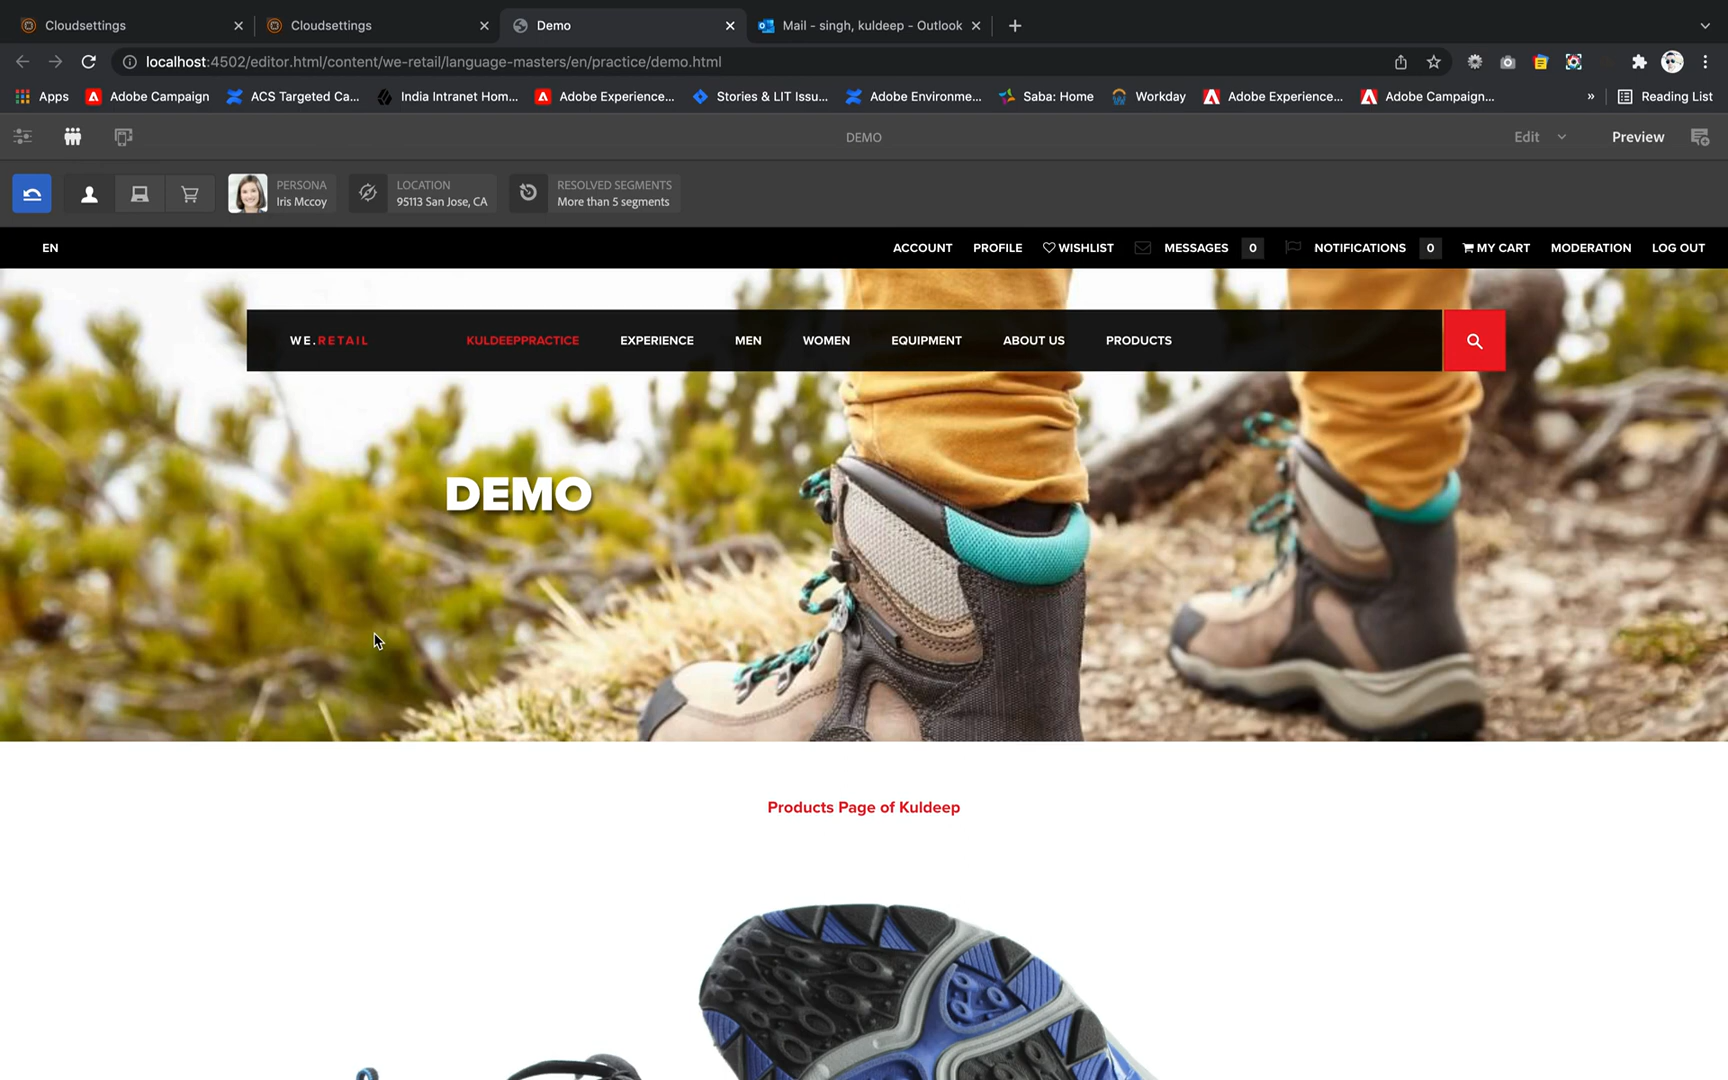 Cloudsettings
Cloudsettings
Demo
Mail - singh, kuldeep - Outlook
localhost:4502/editor.html/content/we-retail/language-masters/en/practice/demo.html
Apps
Adobe Campaign
ACS Targeted Ca...
India Intranet Hom...
Adobe Experience...
Stories & LIT Issu...
Adobe Environme...
Saba: Home
Workday
Adobe Experience...
Adobe Campaign...
»
Reading List
DEMO
Edit
Preview
PERSONA
Iris Mccoy
LOCATION
95113 San Jose, CA
RESOLVED SEGMENTS
More than 5 segments
EN
ACCOUNT
PROFILE
WISHLIST
MESSAGES 0
NOTIFICATIONS 0
MY CART
MODERATION
LOG OUT
WE.RETAIL
KULDEEPPRACTICE
EXPERIENCE
MEN
WOMEN
EQUIPMENT
ABOUT US
PRODUCTS
DEMO
Products Page of Kuldeep